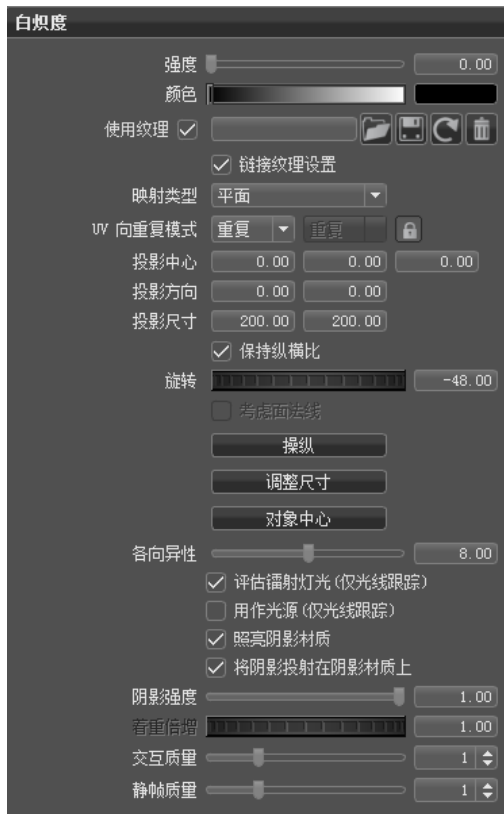 白炽度
强度 0.00
颜色
使用纹理
链接纹理设置
映射类型 平面
UV 向重复模式 重复 重复
投影中心 0.00 0.00 0.00
投影方向 0.00 0.00
投影尺寸 200.00 200.00
保持纵横比
旋转 -48.00
考虑面法线
操纵
调整尺寸
对象中心
各向异性 8.00
评估镭射灯光(仅光线跟踪)
用作光源(仅光线跟踪)
照亮阴影材质
将阴影投射在阴影材质上
阴影强度 1.00
着重倍增 1.00
交互质量 1
静帧质量 1